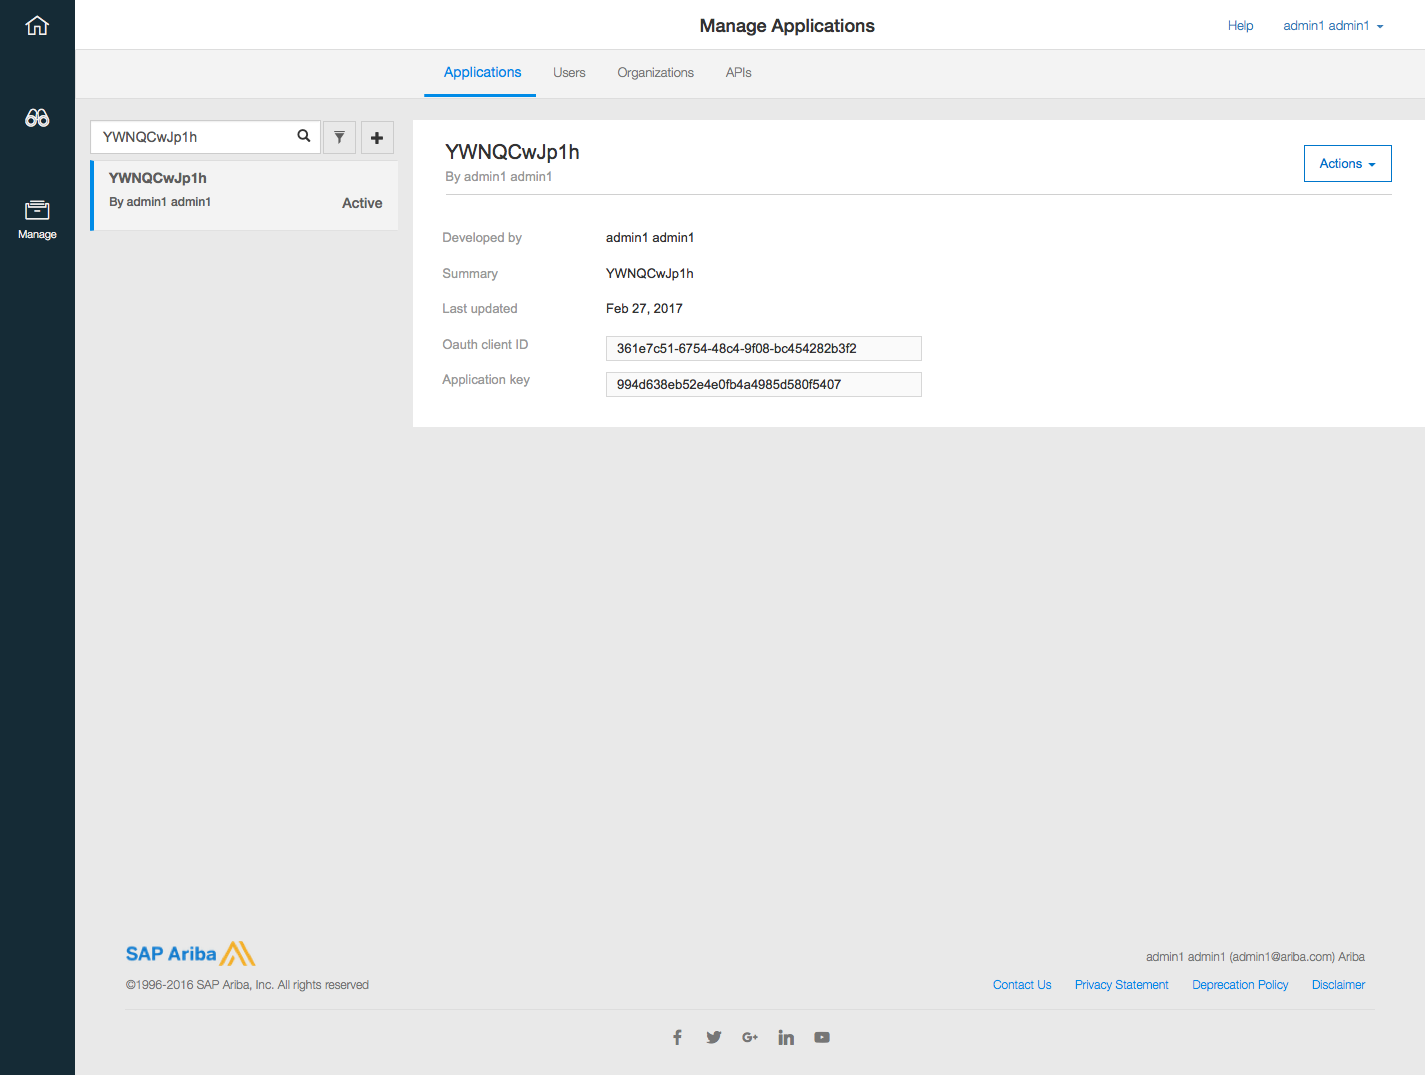 Manage Applications
Help
admin1 admin1
Applications
Users
Organizations
APIs
Manage
YWNQCwJp1h
YWNQCwJp1h
By admin1 admin1
Active
YWNQCwJp1h
By admin1 admin1
Actions
Developed by
admin1 admin1
Summary
YWNQCwJp1h
Last updated
Feb 27, 2017
Oauth client ID
361e7c51-6754-48c4-9f08-bc454282b3f2
Application key
994d638eb52e4e0fb4a4985d580f5407
SAP Ariba
admin1 admin1 (admin1@ariba.com) Ariba
©1996-2016 SAP Ariba, Inc. All rights reserved
Contact Us
Privacy Statement
Deprecation Policy
Disclaimer